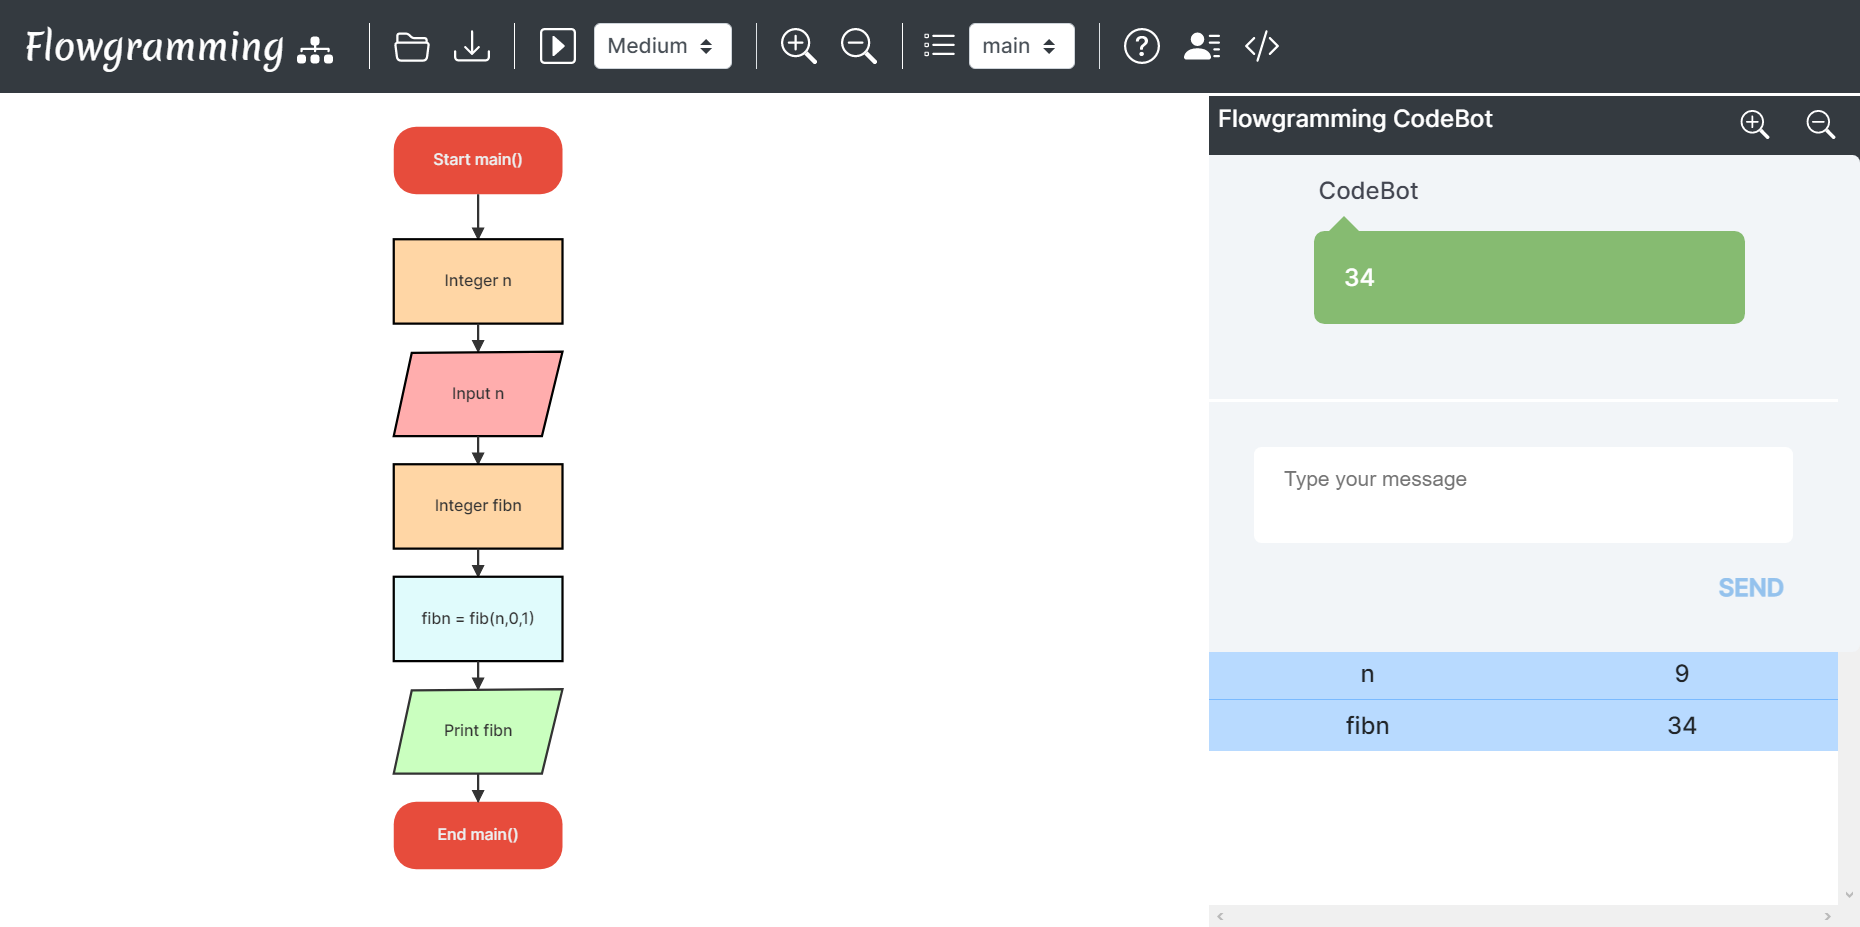 Flowgramming
Medium
main
Start main()
Integer n
Input n
Integer fibn
fibn = fib(n,0,1)
Print fibn
End main()
Flowgramming CodeBot
CodeBot
34
Type your message
SEND
n 9
fibn 34